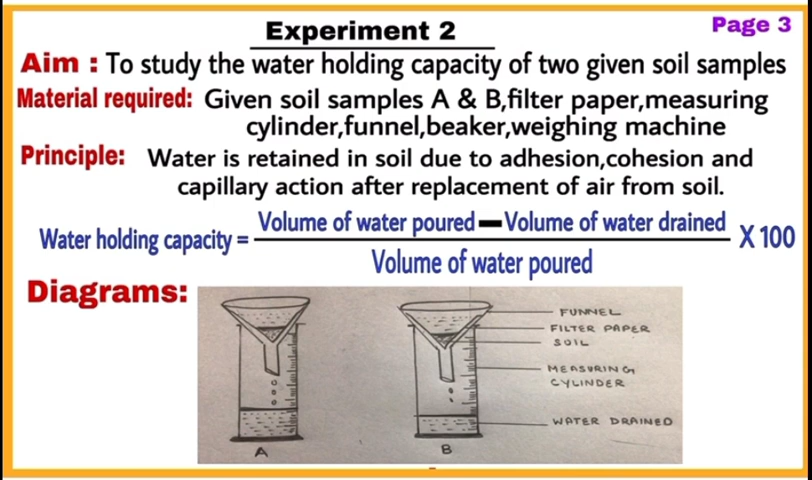 Experiment 2
Page 3
Aim : To study the water holding capacity of two given soil samples
Material required: Given soil samples A & B,filter paper,measuring
cylinder,funnel,beaker,weighing machine
Principle: Water is retained in soil due to adhesion,cohesion and
capillary action after replacement of air from soil.
Volume of water poured - Volume of water drained
Water holding capacity = X 100
Volume of water poured
Diagrams:
FUNNEL
FILTER PAPER
SOIL
MEASURING
CYLINDER
WATER DRAINED
A
B